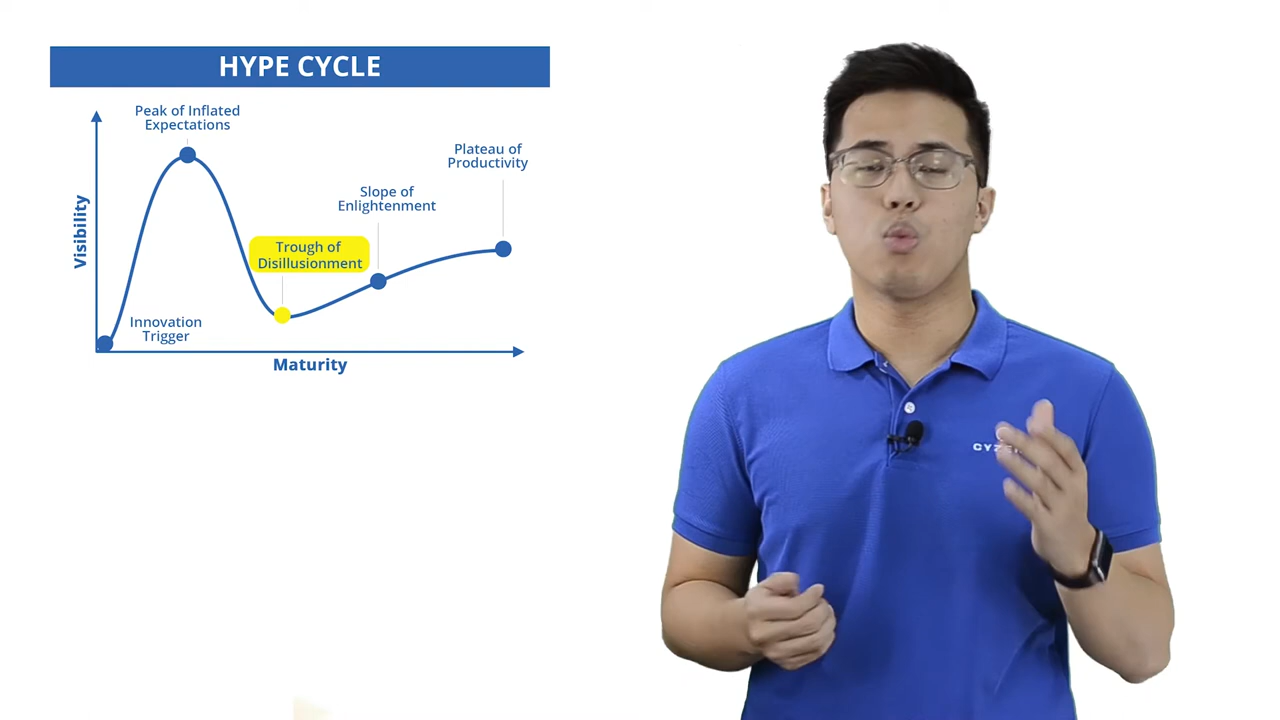 HYPE CYCLE
Peak of Inflated
Expectations
Plateau of
Productivity
Slope of
Enlightenment
Visibility
Trough of
Disillusionment
Innovation
Trigger
Maturity